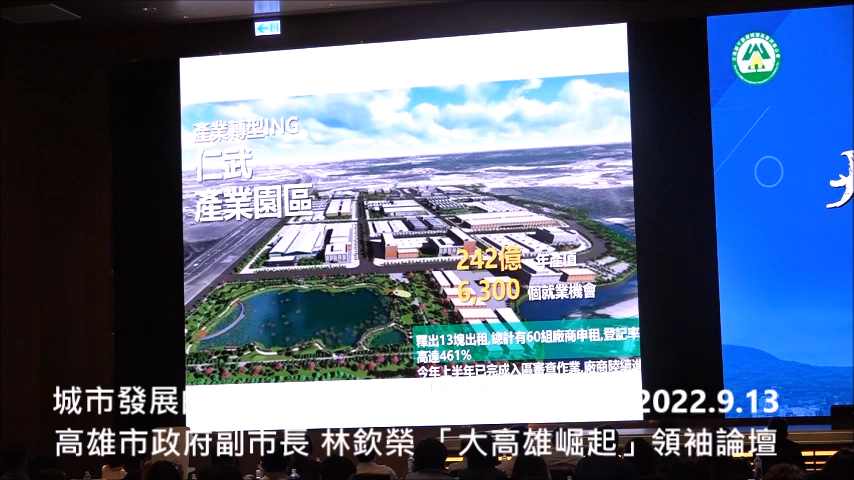 產業轉型ING
仁武
產業園區
242億 年產值
6,300 個就業機會
釋出13塊出租,總計有60組廠商申租,登記率
高達461%
今年上半年已完成入區審查作業,廠商陸續進
城市發展 2022.9.13
高雄市政府副市長 林欽榮 「大高雄崛起」領袖論壇